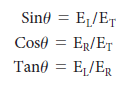 Sinθ = E_L/E_T
Cosθ = E_R/E_T
Tanθ = E_L/E_R